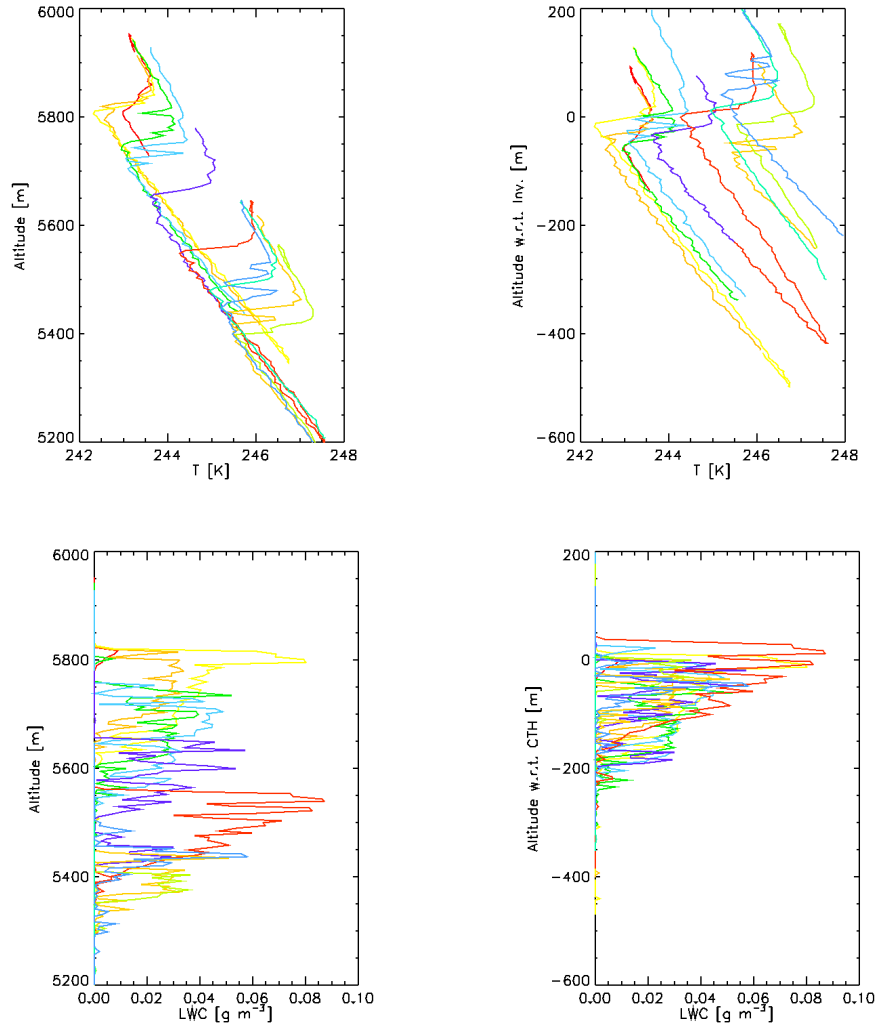 6000
5800
5600
5400
5200
Altitude [m]
242 244 246 248
T [K]
200
0
-200
-400
-600
Altitude w.r.t. Inv. [m]
242 244 246 248
T [K]
6000
5800
5600
5400
5200
Altitude [m]
0.00 0.02 0.04 0.06 0.08 0.10
LWC [g m⁻³]
200
0
-200
-400
-600
Altitude w.r.t. CTH [m]
0.00 0.02 0.04 0.06 0.08 0.10
LWC [g m⁻³]